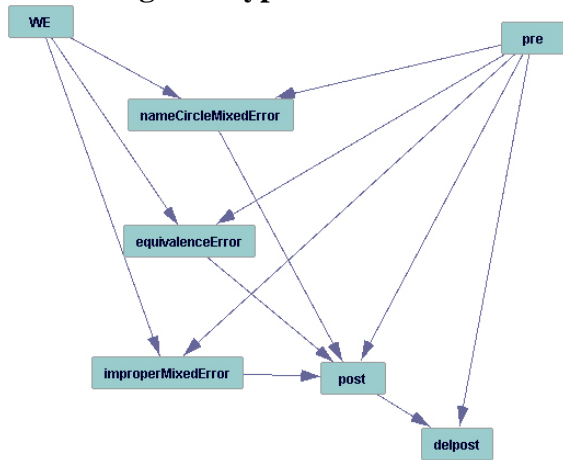 WE
pre
nameCircleMixedError
equivalenceError
improperMixedError
post
delpost